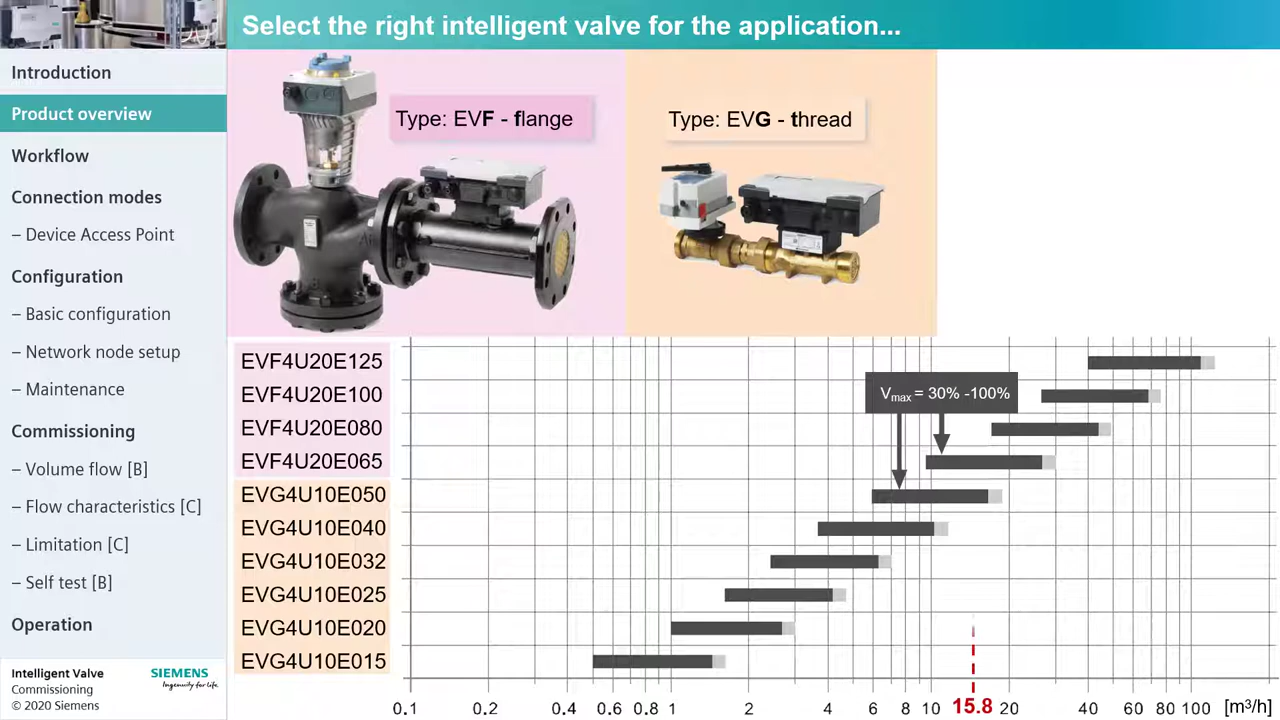 Select the right intelligent valve for the application...
Introduction
Product overview
Workflow
Connection modes
– Device Access Point
Configuration
– Basic configuration
– Network node setup
– Maintenance
Commissioning
– Volume flow [B]
– Flow characteristics [C]
– Limitation [C]
– Self test [B]
Operation
Intelligent Valve
Commissioning
© 2020 Siemens
SIEMENS
Ingenuity for life
Type: EVF - flange
Type: EVG - thread
EVF4U20E125
EVF4U20E100
EVF4U20E080
EVF4U20E065
EVG4U10E050
EVG4U10E040
EVG4U10E032
EVG4U10E025
EVG4U10E020
EVG4U10E015
Vmax = 30% -100%
0.1 0.2 0.4 0.6 0.8 1 2 4 6 8 10 15.8 20 40 60 80 100 [m³/h]